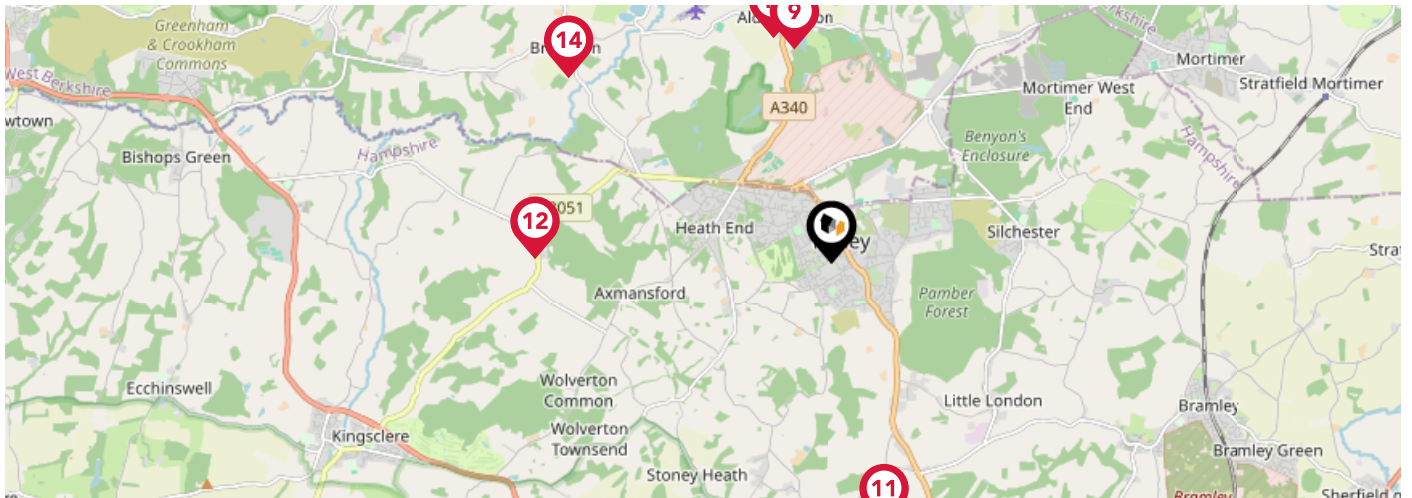 Greenham
& Crookham
Commons
14
9
Mortimer
Stratfield Mortimer
West Berkshire
A340
Mortimer West
End
Benyon's
Enclosure
Bishops Green
Hampshire
Hampshire
12
Heath End
Silchester
Axmansford
Pamber
Forest
Ecchinswell
Wolverton
Common
Little London
Bramley
Kingsclere
Wolverton
Townsend
Bramley Green
Stoney Heath
11
Bramley